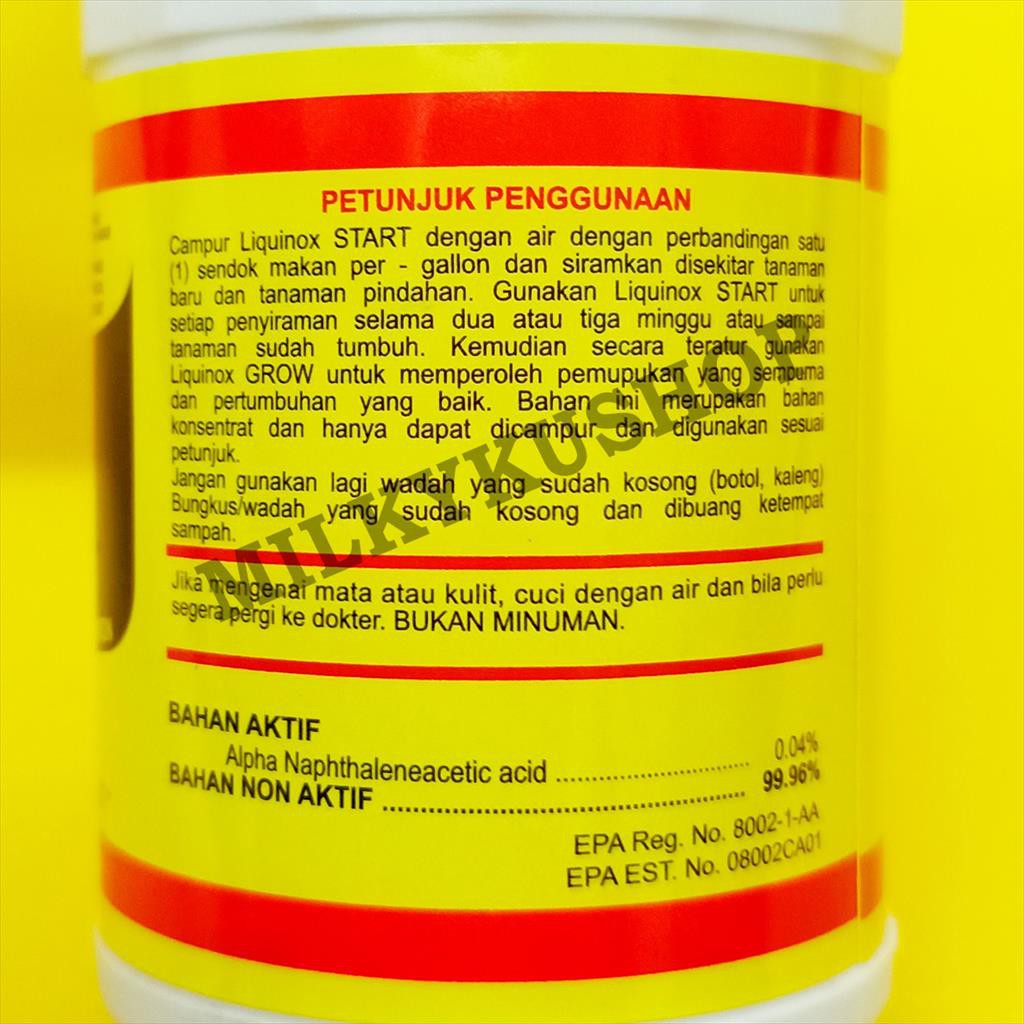 PETUNJUK PENGGUNAAN
Campur Liquinox START dengan air dengan perbandingan satu
(1) sendok makan per - gallon dan siramkan disekitar tanaman
baru dan tanaman pindahan. Gunakan Liquinox START untuk
setiap penyiraman selama dua atau tiga minggu atau sampai
tanaman sudah tumbuh. Kemudian secara teratur gunakan
Liquinox GROW untuk memperoleh pemupukan yang sempurna
dan pertumbuhan yang baik. Bahan ini merupakan bahan
konsentrat dan hanya dapat dicampur dan digunakan sesuai
petunjuk.
Jangan gunakan lagi wadah yang sudah kosong (botol, kaleng)
Bungkus/wadah yang sudah kosong dan dibuang ketempat
sampah.
Jika mengenai mata atau kulit, cuci dengan air dan bila perlu
segera pergi ke dokter. BUKAN MINUMAN.
BAHAN AKTIF
Alpha Naphthaleneacetic acid ........................... 0.04%
BAHAN NON AKTIF .................................................... 99.96%
EPA Reg. No. 8002-1-AA
EPA EST. No. 08002CA01
MILKYKUSHOP